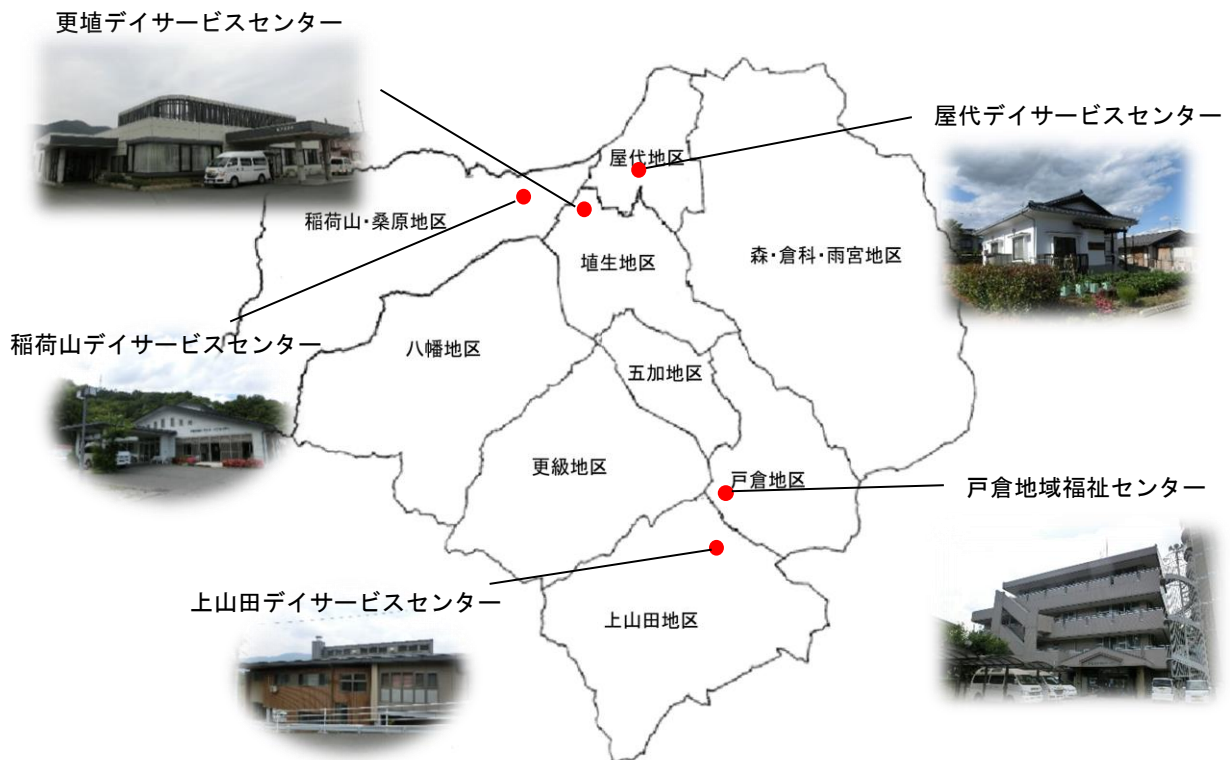 更埴デイサービスセンター
屋代デイサービスセンター
屋代地区
稲荷山・桑原地区
埴生地区
森・倉科・雨宮地区
稲荷山デイサービスセンター
八幡地区
五加地区
更級地区
戸倉地区
戸倉地域福祉センター
上山田デイサービスセンター
上山田地区